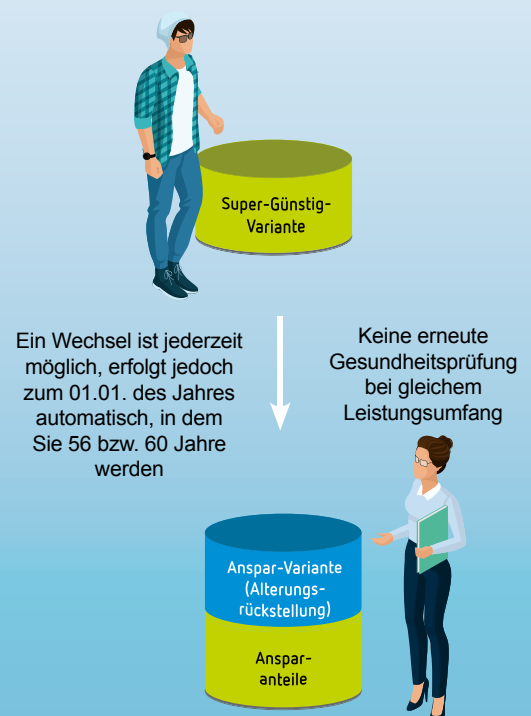 Super-Günstig-
Variante
Ein Wechsel ist jederzeit
möglich, erfolgt jedoch
zum 01.01. des Jahres
automatisch, in dem
Sie 56 bzw. 60 Jahre
werden
Keine erneute
Gesundheitsprüfung
bei gleichem
Leistungsumfang
Anspar-Variante
(Alterungs-
rückstellung)
Anspar-
anteile